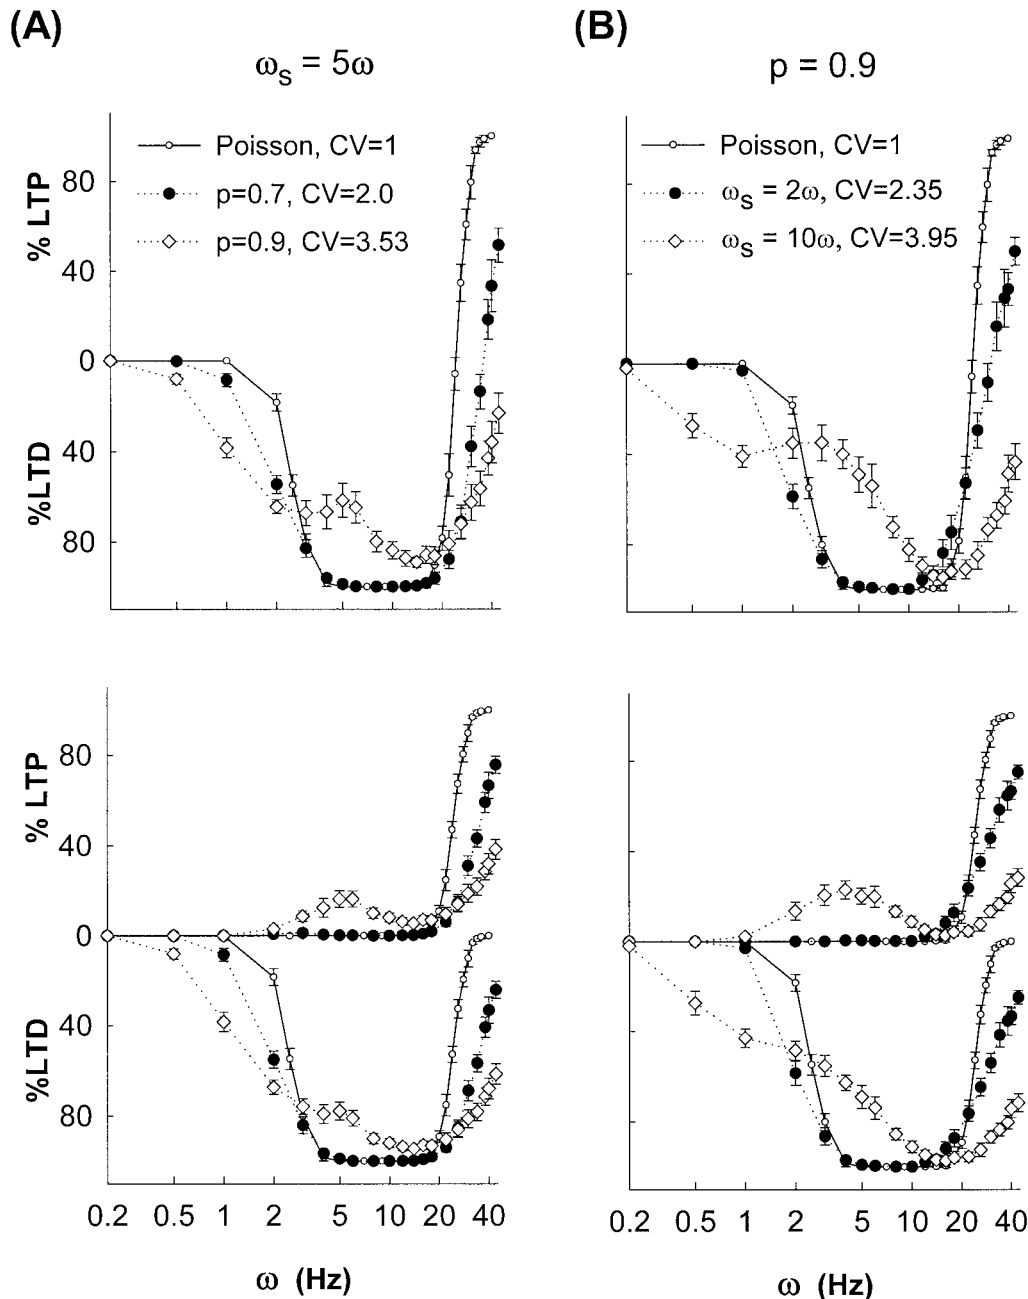 (A)
(B)
ωs = 5ω
p = 0.9
Poisson, CV=1
p=0.7, CV=2.0
p=0.9, CV=3.53
Poisson, CV=1
ωs = 2ω, CV=2.35
ωs = 10ω, CV=3.95
% LTP
%LTD
80
40
0
40
80
% LTP
%LTD
80
40
0
40
80
0.2 0.5 1 2 5 10 20 40
0.2 0.5 1 2 5 10 20 40
ω (Hz)
ω (Hz)